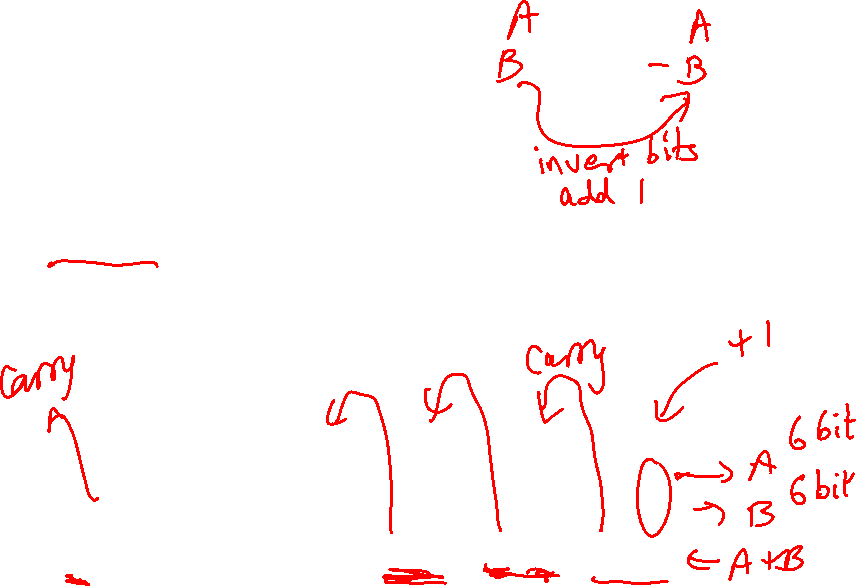 A A
B - B
invert bits
add 1
carry
carry
+1
A 6 bit
B 6 bit
A+B